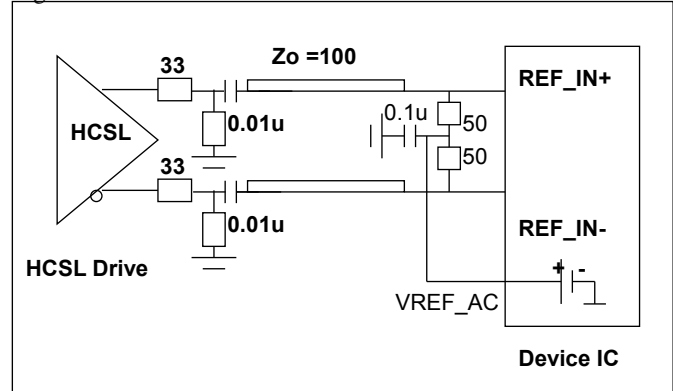 33
Zo =100
REF_IN+
HCSL
0.01u
0.1u
50
50
33
REF_IN-
0.01u
HCSL Drive
+ -
VREF_AC
Device IC